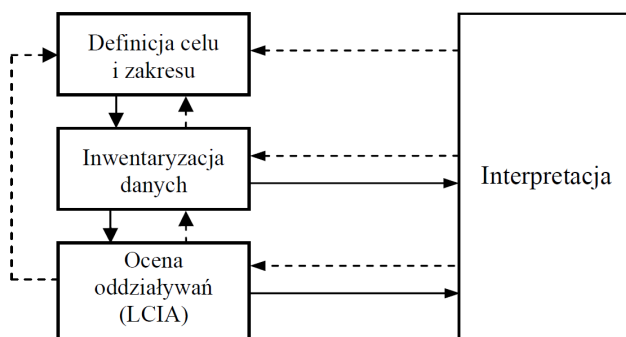 Definicja celu
i zakresu
Inwentaryzacja
danych
Ocena
oddziaływań
(LCIA)
Interpretacja